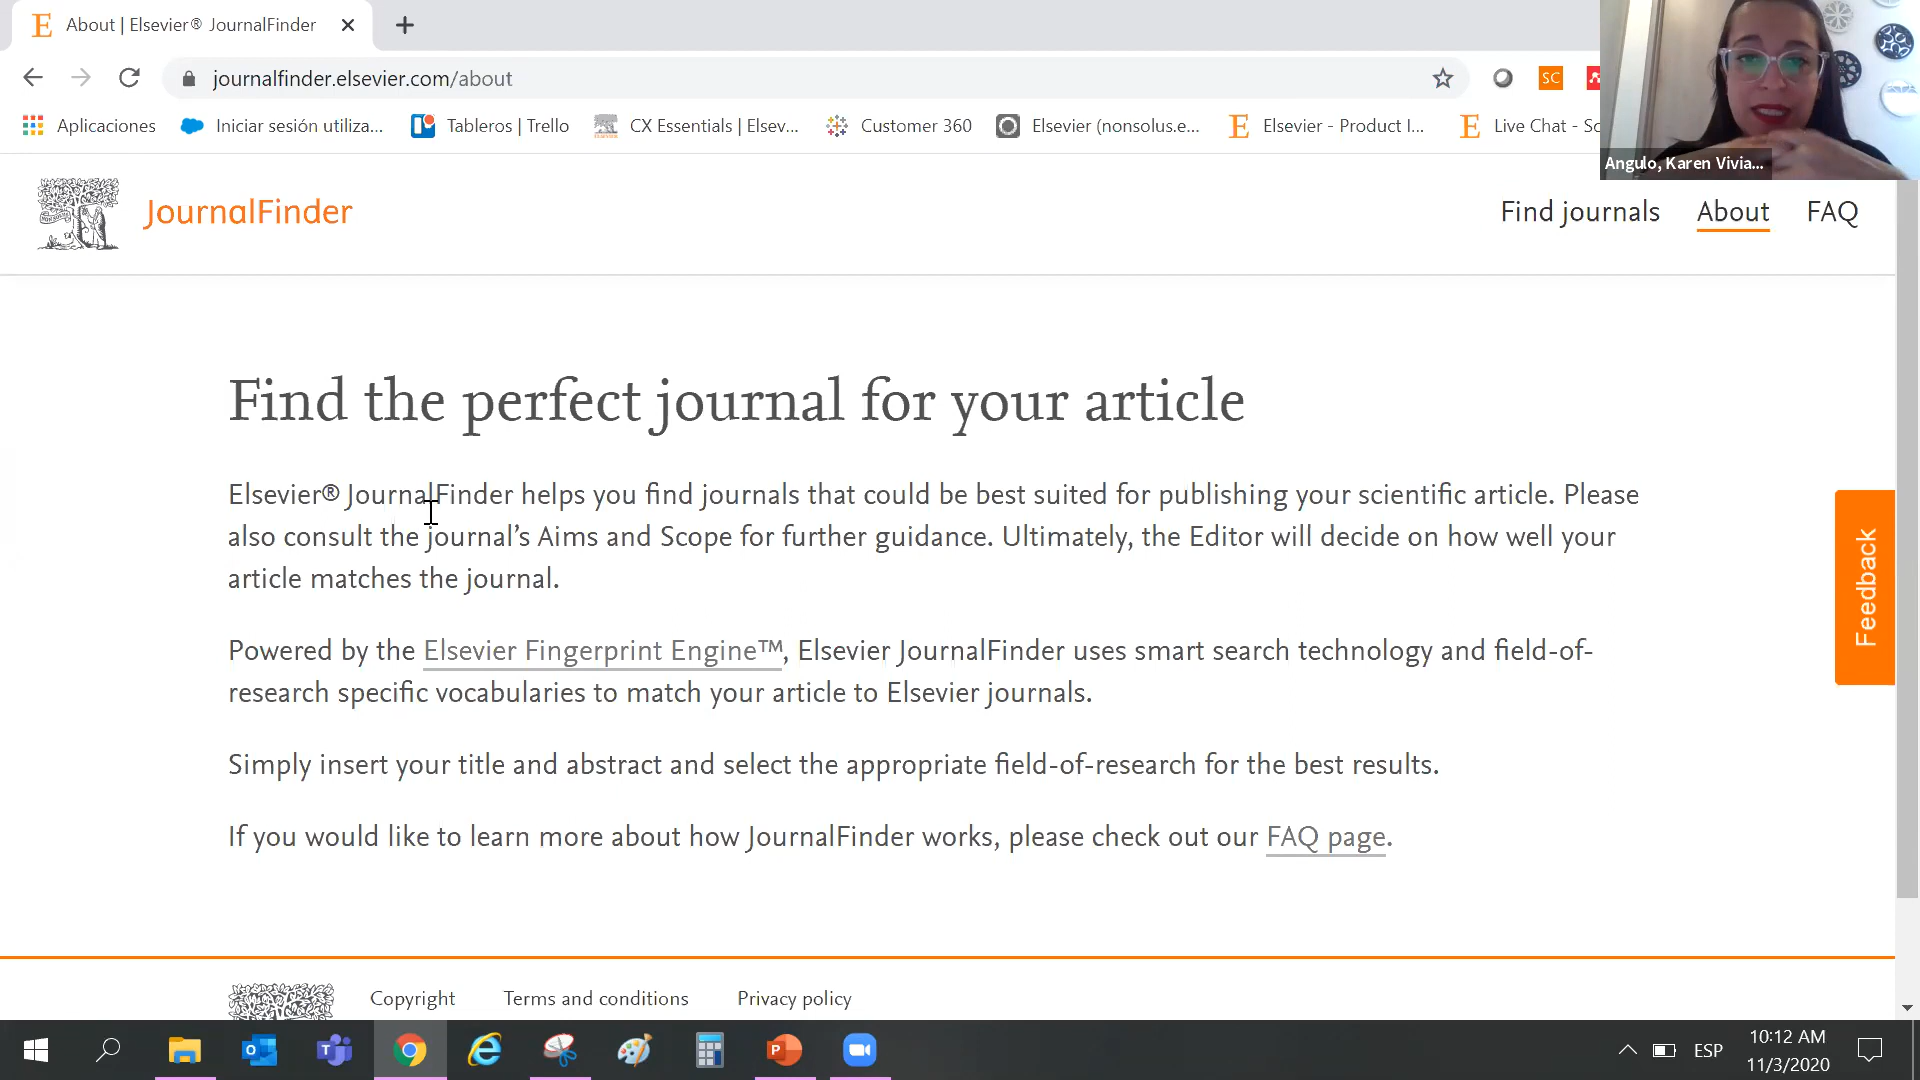 About | Elsevier® JournalFinder
journalfinder.elsevier.com/about
SC
Aplicaciones
Iniciar sesión utiliza...
Tableros | Trello
CX Essentials | Elsev...
Customer 360
Elsevier (nonsolus.e...
Elsevier - Product I...
Live Chat - Sc
Angulo, Karen Vivia...
JournalFinder
Find journals
About
FAQ
Find the perfect journal for your article
Elsevier® JournalFinder helps you find journals that could be best suited for publishing your scientific article. Please
also consult the journal’s Aims and Scope for further guidance. Ultimately, the Editor will decide on how well your
article matches the journal.
Powered by the Elsevier Fingerprint Engine™, Elsevier JournalFinder uses smart search technology and field-of-
research specific vocabularies to match your article to Elsevier journals.
Simply insert your title and abstract and select the appropriate field-of-research for the best results.
If you would like to learn more about how JournalFinder works, please check out our FAQ page.
Feedback
Copyright
Terms and conditions
Privacy policy
ESP
10:12 AM
11/3/2020